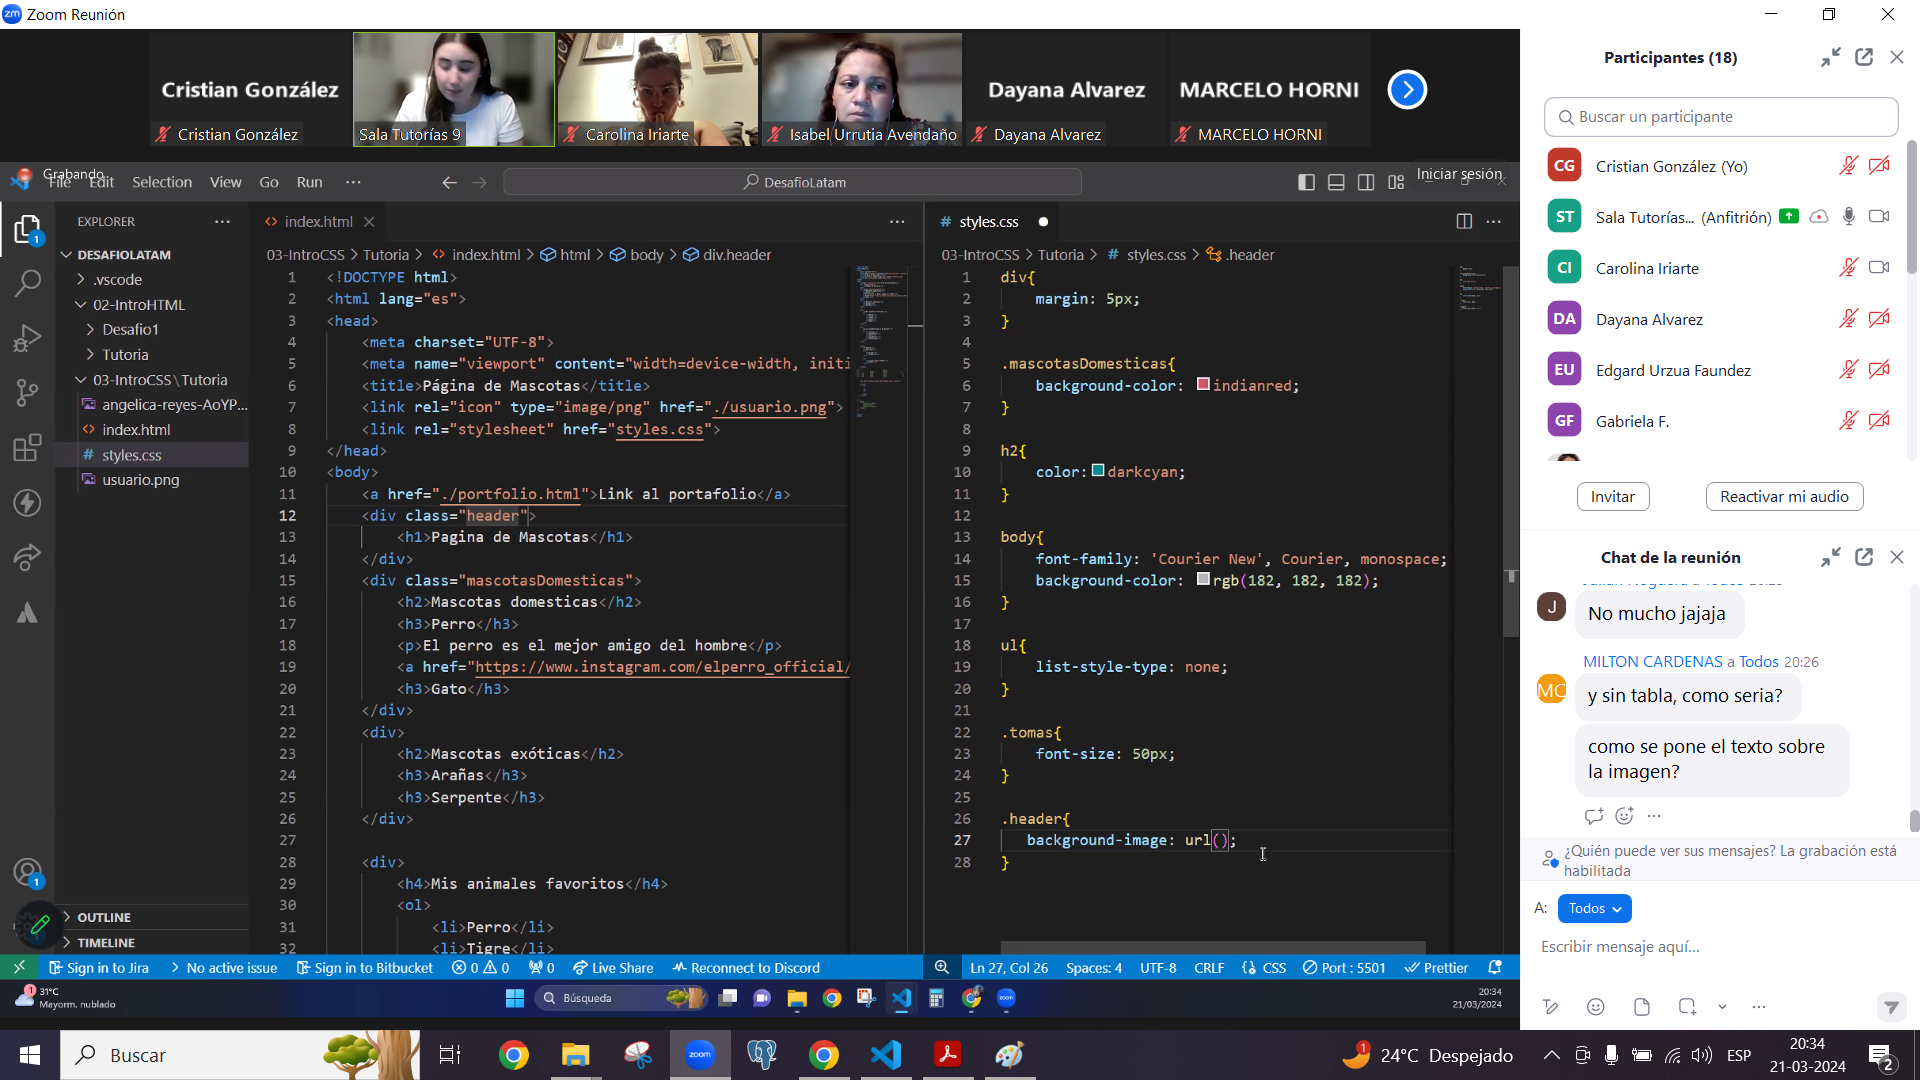 Zoom Reunión
Cristian González
Cristian González
Sala Tutorías 9
Carolina Iriarte
Isabel Urrutia Avendaño
Dayana Alvarez
Dayana Alvarez
MARCELO HORNI
MARCELO HORNI
Grabando
File Edit Selection View Go Run ···
DesafioLatam
Iniciar sesión
EXPLORER
DESAFIOLATAM
.vscode
02-IntroHTML
Desafio1
Tutoria
03-IntroCSS\Tutoria
angelica-reyes-AoYP...
index.html
styles.css
usuario.png
OUTLINE
TIMELINE
index.html
03-IntroCSS > Tutoria > index.html > html > body > div.header
1 <!DOCTYPE html>
2 <html lang="es">
3 <head>
4 <meta charset="UTF-8">
5 <meta name="viewport" content="width=device-width, initi
6 <title>Página de Mascotas</title>
7 <link rel="icon" type="image/png" href="./usuario.png">
8 <link rel="stylesheet" href="styles.css">
9 </head>
10 <body>
11 <a href="./portfolio.html">Link al portafolio</a>
12 <div class="header">
13 <h1>Pagina de Mascotas</h1>
14 </div>
15 <div class="mascotasDomesticas">
16 <h2>Mascotas domesticas</h2>
17 <h3>Perro</h3>
18 <p>El perro es el mejor amigo del hombre</p>
19 <a href="https://www.instagram.com/elperro_official/
20 <h3>Gato</h3>
21 </div>
22 <div>
23 <h2>Mascotas exóticas</h2>
24 <h3>Arañas</h3>
25 <h3>Serpente</h3>
26 </div>
27
28 <div>
29 <h4>Mis animales favoritos</h4>
30 <ol>
31 <li>Perro</li>
32 <li>Tigre</li>
# styles.css
03-IntroCSS > Tutoria > # styles.css > .header
1 div{
2 margin: 5px;
3 }
4
5 .mascotasDomesticas{
6 background-color: indianred;
7 }
8
9 h2{
10 color: darkcyan;
11 }
12
13 body{
14 font-family: 'Courier New', Courier, monospace;
15 background-color: rgb(182, 182, 182);
16 }
17
18 ul{
19 list-style-type: none;
20 }
21
22 .tomas{
23 font-size: 50px;
24 }
25
26 .header{
27 background-image: url();
28 }
Sign in to Jira No active issue Sign in to Bitbucket 0 0 0 Live Share Reconnect to Discord
Ln 27, Col 26 Spaces: 4 UTF-8 CRLF CSS Port : 5501 Prettier
31°C
Mayorm. nublado
Búsqueda
20:34
21/03/2024
Participantes (18)
Buscar un participante
CG Cristian González (Yo)
ST Sala Tutorías... (Anfitrión)
CI Carolina Iriarte
DA Dayana Alvarez
EU Edgard Urzua Faundez
GF Gabriela F.
Invitar
Reactivar mi audio
Chat de la reunión
J
No mucho jajaja
MILTON CARDENAS a Todos 20:26
MC
y sin tabla, como seria?
como se pone el texto sobre
la imagen?
¿Quién puede ver sus mensajes? La grabación está
habilitada
A: Todos
Escribir mensaje aquí...
Buscar
zoom
24°C Despejado
ESP
20:34
21-03-2024
2